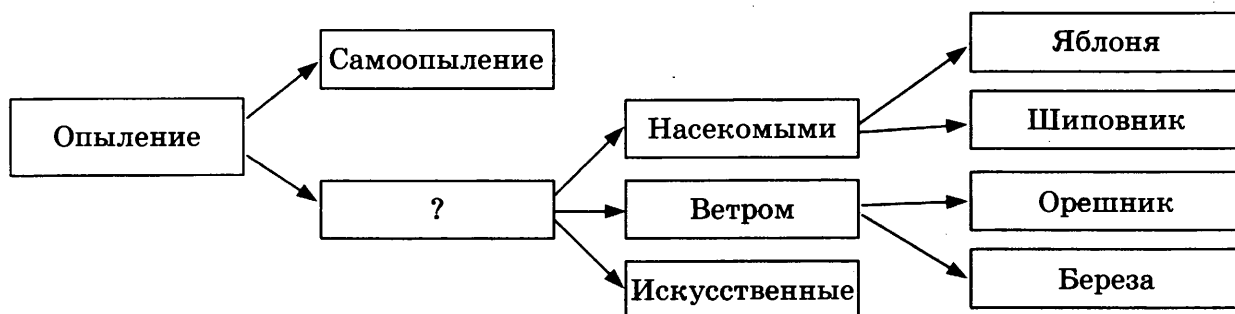 Опыление
Самоопыление
?
Насекомыми
Ветром
Искусственные
Яблоня
Шиповник
Орешник
Береза